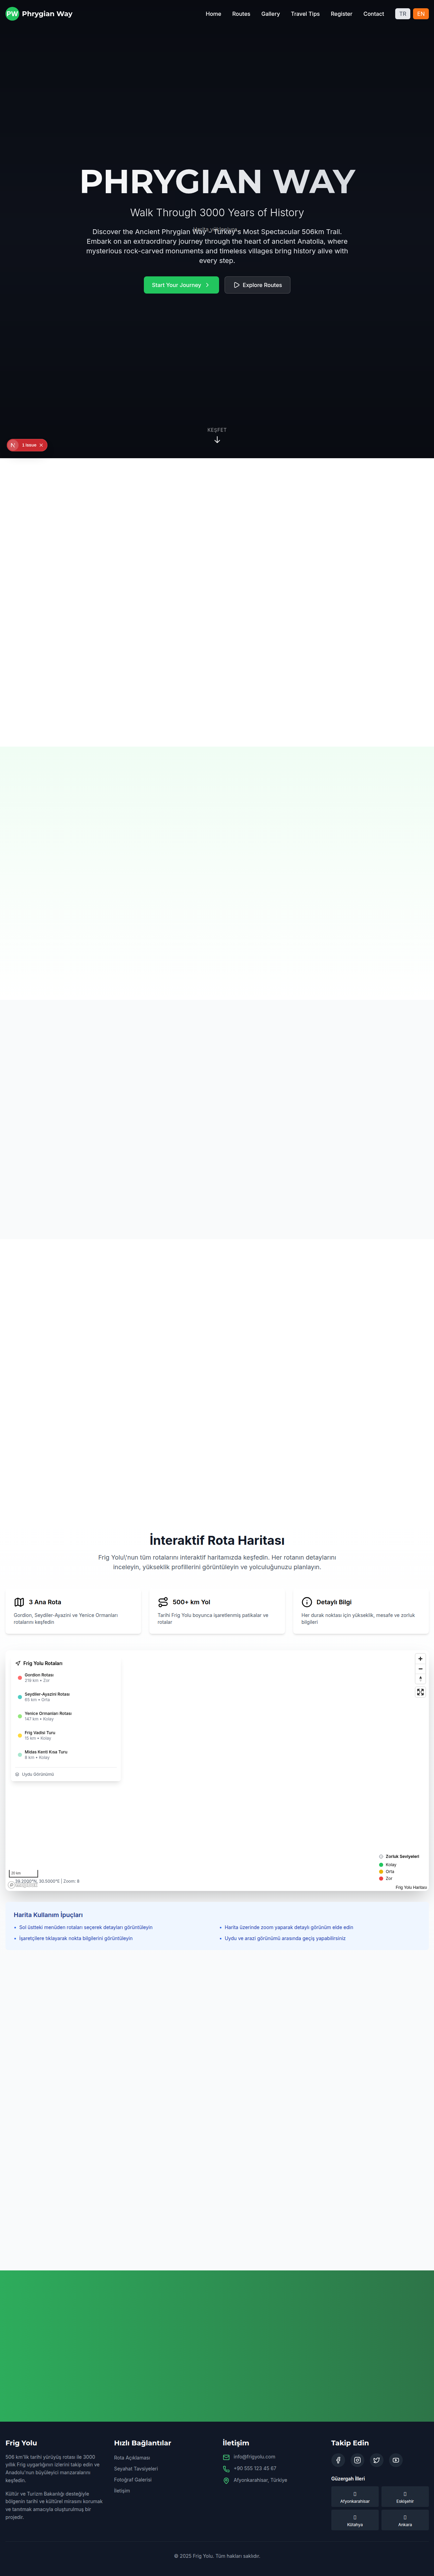 PW Phrygian Way
Home Routes Gallery Travel Tips Register Contact TR EN
PHRYGIAN WAY
Walk Through 3000 Years of History
Discover the Ancient Phrygian Way - Turkey's Most Spectacular 506km Trail.
Embark on an extraordinary journey through the heart of ancient Anatolia, where
mysterious rock-carved monuments and timeless villages bring history alive with
every step.
Start Your Journey
Explore Routes
KEŞFET
N 1 Issue
İnteraktif Rota Haritası
Frig Yolu\'nun tüm rotalarını interaktif haritamızda keşfedin. Her rotanın detaylarını
inceleyin, yükseklik profillerini görüntüleyin ve yolculuğunuzu planlayın.
3 Ana Rota
Gordion, Seydiler-Ayazini ve Yenice Ormanları
rotalarını keşfedin
500+ km Yol
Tarihi Frig Yolu boyunca işaretlenmiş patikalar ve
rotalar
Detaylı Bilgi
Her durak noktası için yükseklik, mesafe ve zorluk
bilgileri
Frig Yolu Rotaları
Gordion Rotası
219 km • Zor
Seydiler-Ayazini Rotası
65 km • Orta
Yenice Ormanları Rotası
147 km • Kolay
Frig Vadisi Turu
15 km • Kolay
Midas Kenti Kısa Turu
8 km • Kolay
Uydu Görünümü
Zorluk Seviyeleri
Kolay
Orta
Zor
20 km
39.2000°N, 30.5000°E | Zoom: 8
Frig Yolu Haritası
Harita Kullanım İpuçları
• Sol üstteki menüden rotaları seçerek detayları görüntüleyin
• Harita üzerinde zoom yaparak detaylı görünüm elde edin
• İşaretçilere tıklayarak nokta bilgilerini görüntüleyin
• Uydu ve arazi görünümü arasında geçiş yapabilirsiniz
Frig Yolu
506 km'lik tarihi yürüyüş rotası ile 3000
yıllık Frig uygarlığının izlerini takip edin ve
Anadolu'nun büyüleyici manzaralarını
keşfedin.
Kültür ve Turizm Bakanlığı desteğiyle
bölgenin tarihi ve kültürel mirasını korumak
ve tanıtmak amacıyla oluşturulmuş bir
projedir.
Hızlı Bağlantılar
Rota Açıklaması
Seyahat Tavsiyeleri
Fotoğraf Galerisi
İletişim
İletişim
info@frigyolu.com
+90 555 123 45 67
Afyonkarahisar, Türkiye
Takip Edin
Güzergah İlleri
Afyonkarahisar
Eskişehir
Kütahya
Ankara
© 2025 Frig Yolu. Tüm hakları saklıdır.